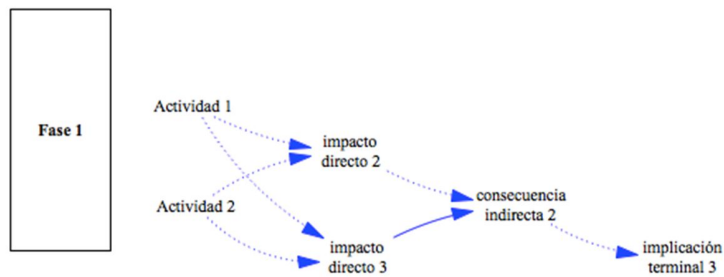 Fase 1
Actividad 1
impacto
directo 2
Actividad 2
consecuencia
indirecta 2
impacto
directo 3
implicación
terminal 3